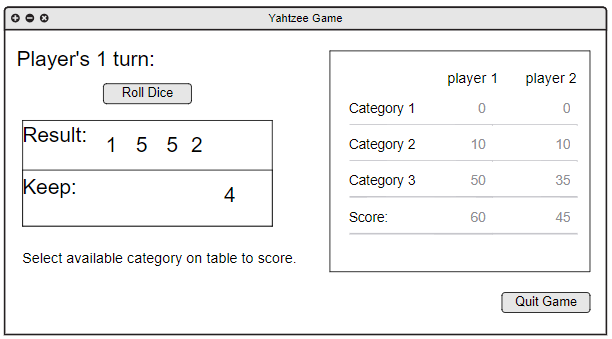 Yahtzee Game
Player's 1 turn:
Roll Dice
Result: 1 5 5 2
Keep: 4
Select available category on table to score.
player 1 player 2
Category 1 0 0
Category 2 10 10
Category 3 50 35
Score: 60 45
Quit Game